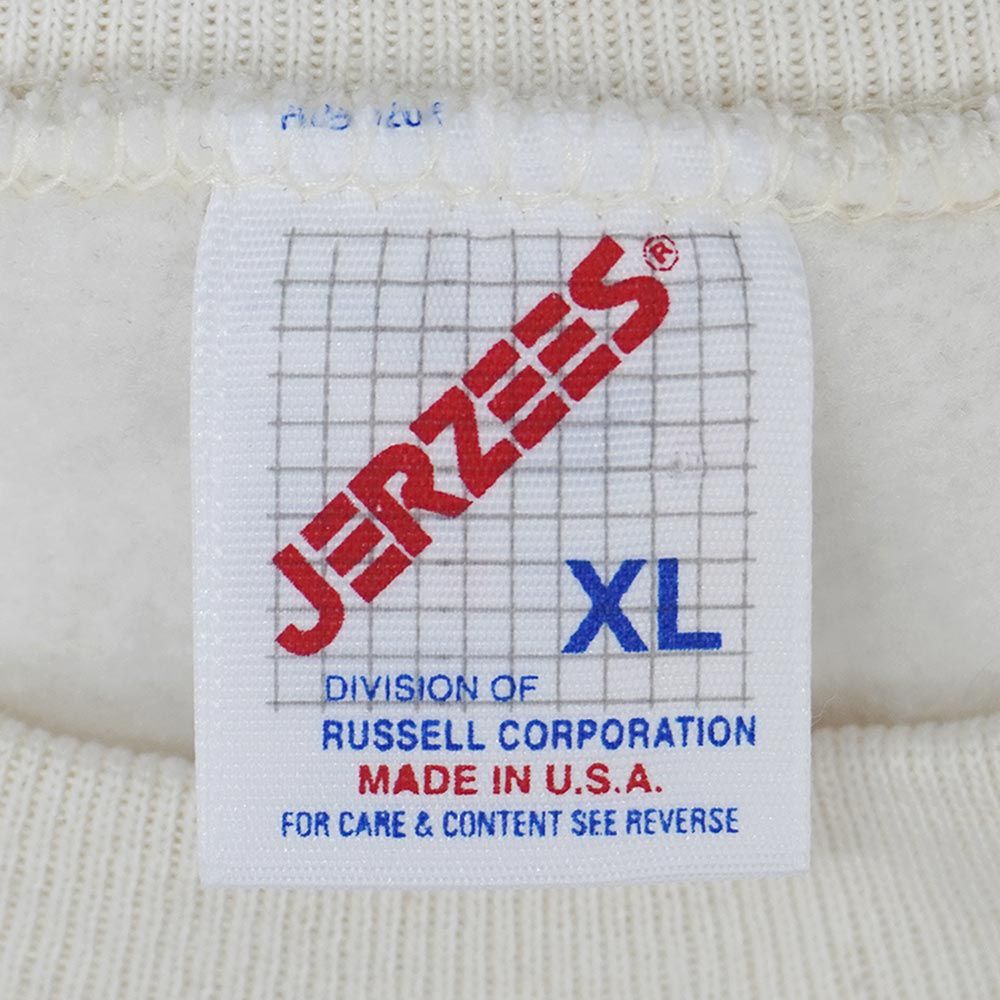 JERZEES®
XL
DIVISION OF
RUSSELL CORPORATION
MADE IN U.S.A.
FOR CARE & CONTENT SEE REVERSE